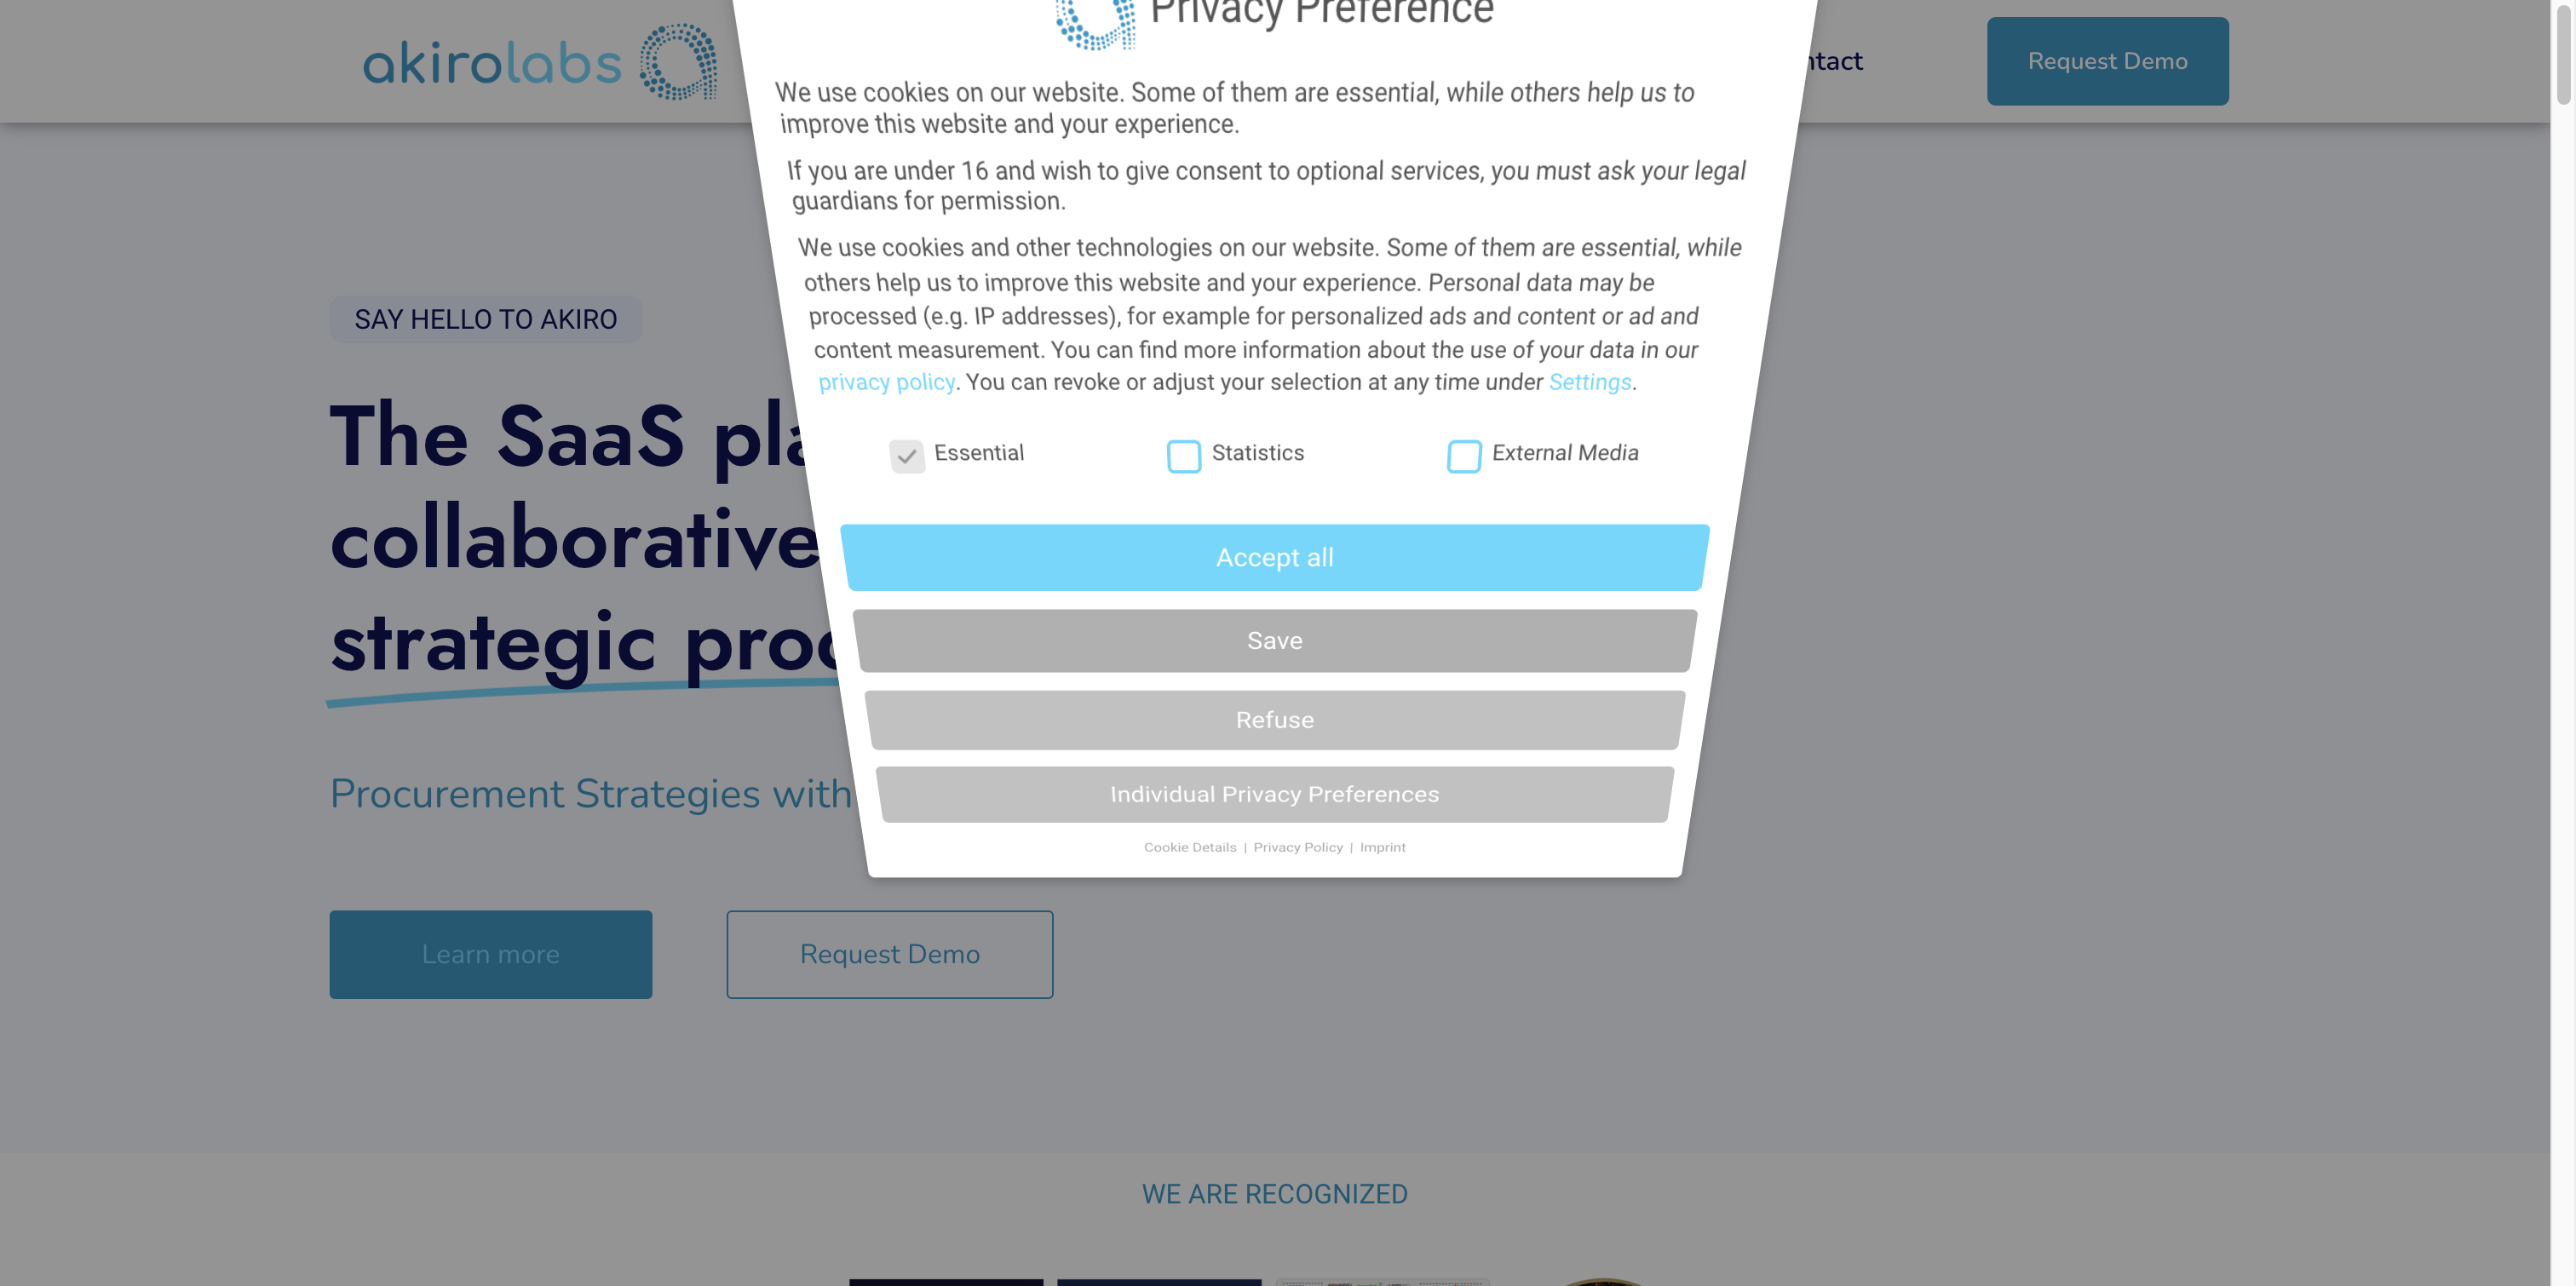 akirolabs
Privacy Preference
Request Demo
We use cookies on our website. Some of them are essential, while others help us to
improve this website and your experience.
If you are under 16 and wish to give consent to optional services, you must ask your legal
guardians for permission.
We use cookies and other technologies on our website. Some of them are essential, while
others help us to improve this website and your experience. Personal data may be
processed (e.g. IP addresses), for example for personalized ads and content or ad and
content measurement. You can find more information about the use of your data in our
privacy policy. You can revoke or adjust your selection at any time under Settings.
Essential
Statistics
External Media
Accept all
Save
Refuse
Individual Privacy Preferences
Cookie Details | Privacy Policy | Imprint
SAY HELLO TO AKIRO
The SaaS
collaborative
strategic
Procurement Strategies with
Learn more
Request Demo
WE ARE RECOGNIZED